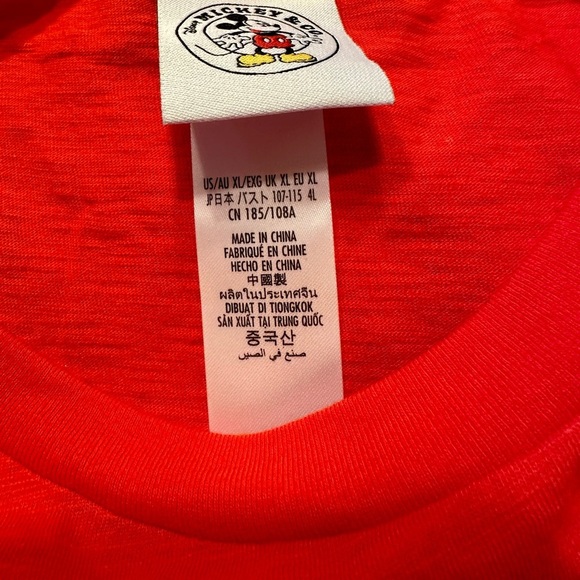 Disney MICKEY & CO.
US/AU XL/EXG UK XL EU XL
JP日本 バスト 107-115 4L
CN 185/108A
MADE IN CHINA
FABRIQUÉ EN CHINE
HECHO EN CHINA
中國製
ผลิตในประเทศจีน
DIBUAT DI TIONGKOK
SẢN XUẤT TẠI TRUNG QUỐC
중국산
صنع في الصين